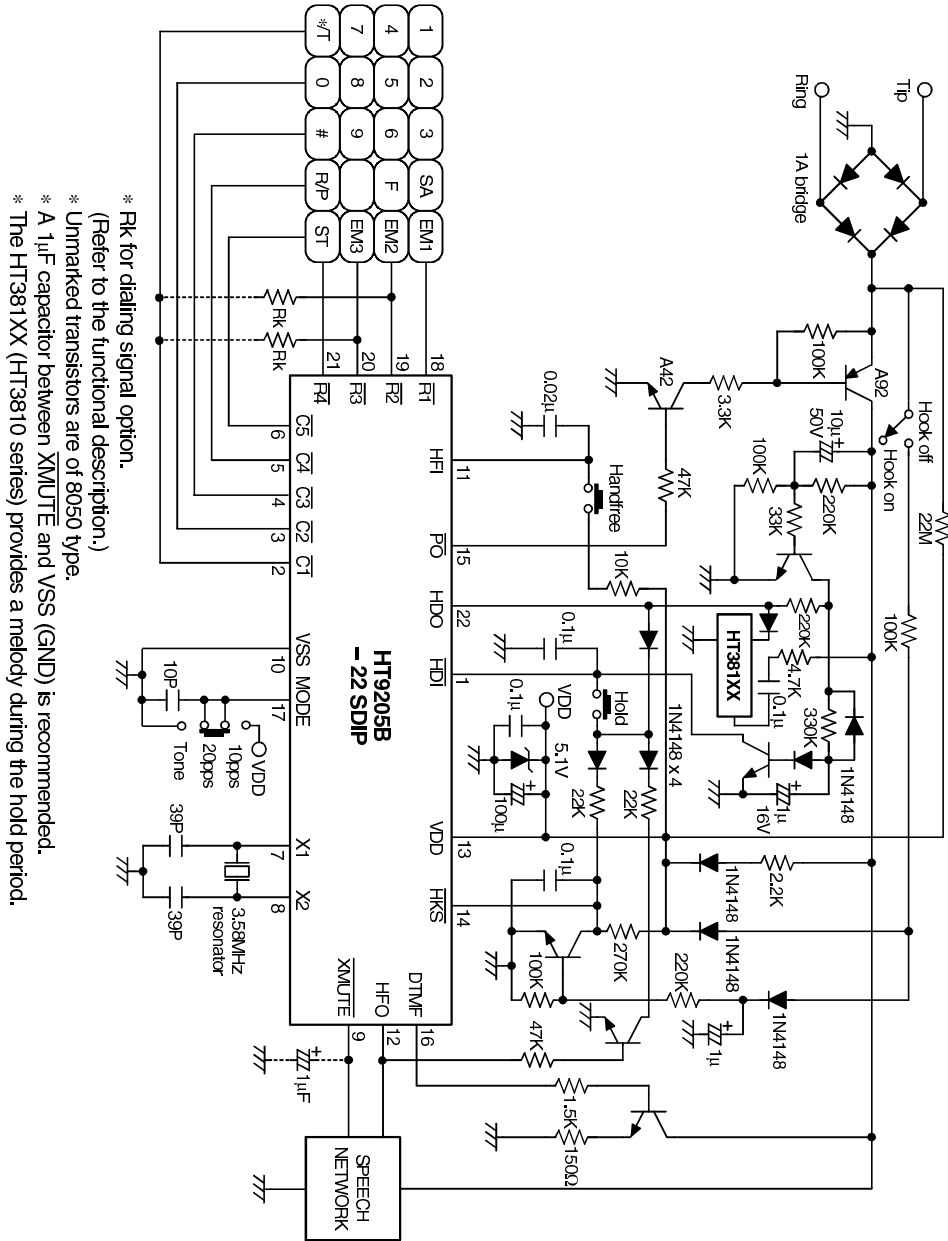 Tip
Ring
1A bridge
A92
100K
3.3K
A42
47K
Hook off
Hook on
22M
100K
10µ
50V
220K
100K
33K
220K
HT381XX
4.7K
0.1µ
330K
1N4148
1µ
16V
0.02µ
Handfree
10K
0.1µ
Hold
1N4148 x 4
VDD
5.1V
0.1µ
100µ
22K
22K
0.1µ
2.2K
1N4148
1N4148
270K
100K
220K
1N4148
1µ
47K
1.5K
150Ω
1 2 3 SA EM1
4 5 6 F EM2
7 8 9 EM3
*/T 0 # R/P ST
Rk
Rk
18
19
20
21
R1
R2
R3
R4
11
HFI
15
PO
22
HDO
1
HDI
13
VDD
14
HKS
16
DTMF
12
HFO
9
XMUTE
HT9205B
– 22 SDIP
C5
C4
C3
C2
C1
VSS
MODE
X1
X2
6
5
4
3
2
10
17
7
8
10P
Tone
20pps
10pps
VDD
39P
39P
3.58MHz
resonator
1µF
SPEECH
NETWORK
* Rk for dialing signal option.
(Refer to the functional description.)
* Unmarked transistors are of 8050 type.
* A 1µF capacitor between XMUTE and VSS (GND) is recommended.
* The HT381XX (HT3810 series) provides a melody during the hold period.